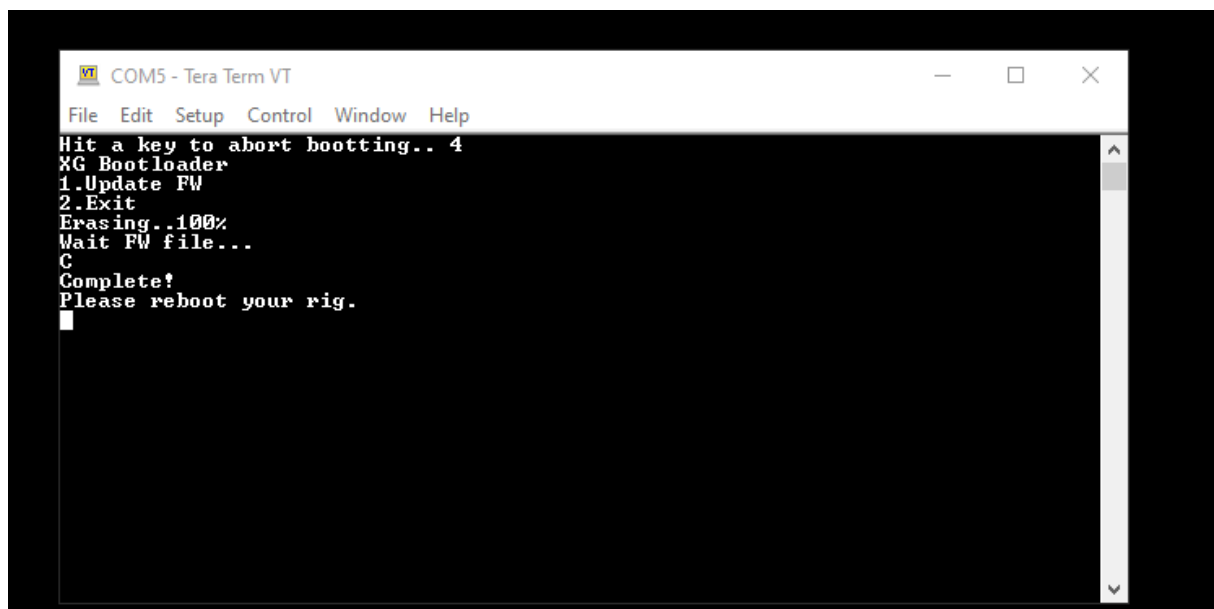 COM5 - Tera Term VT
File Edit Setup Control Window Help
Hit a key to abort bootting.. 4
XG Bootloader
1.Update FW
2.Exit
Erasing..100%
Wait FW file...
C
Complete!
Please reboot your rig.